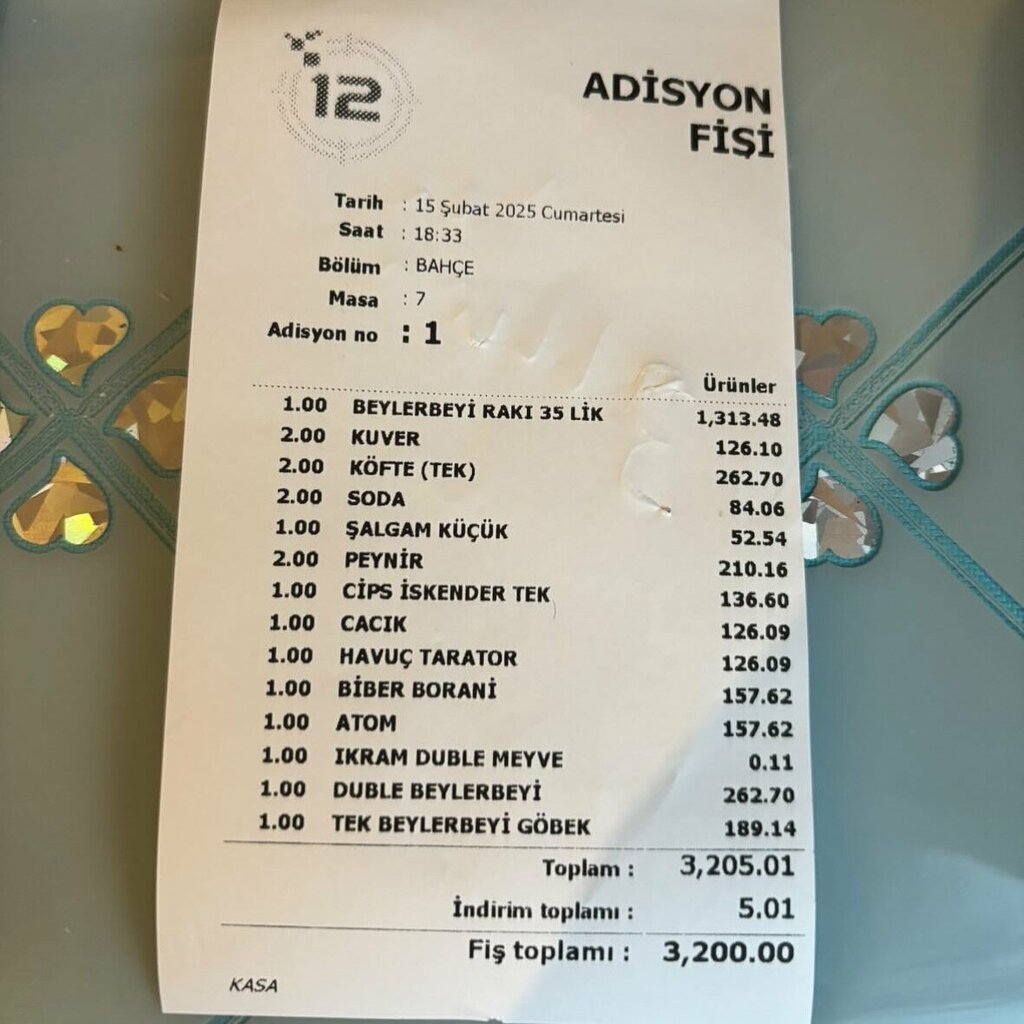 12
ADİSYON
FİŞİ
Tarih : 15 Şubat 2025 Cumartesi
Saat : 18:33
Bölüm : BAHÇE
Masa : 7
Adisyon no : 1
Ürünler
1.00 BEYLERBEYİ RAKI 35 LİK 1,313.48
2.00 KUVER 126.10
2.00 KÖFTE (TEK) 262.70
2.00 SODA 84.06
1.00 ŞALGAM KÜÇÜK 52.54
2.00 PEYNİR 210.16
1.00 CİPS İSKENDER TEK 136.60
1.00 CACIK 126.09
1.00 HAVUÇ TARATOR 126.09
1.00 BİBER BORANİ 157.62
1.00 ATOM 157.62
1.00 IKRAM DUBLE MEYVE 0.11
1.00 DUBLE BEYLERBEYİ 262.70
1.00 TEK BEYLERBEYİ GÖBEK 189.14
Toplam : 3,205.01
İndirim toplamı : 5.01
Fiş toplamı : 3,200.00
KASA